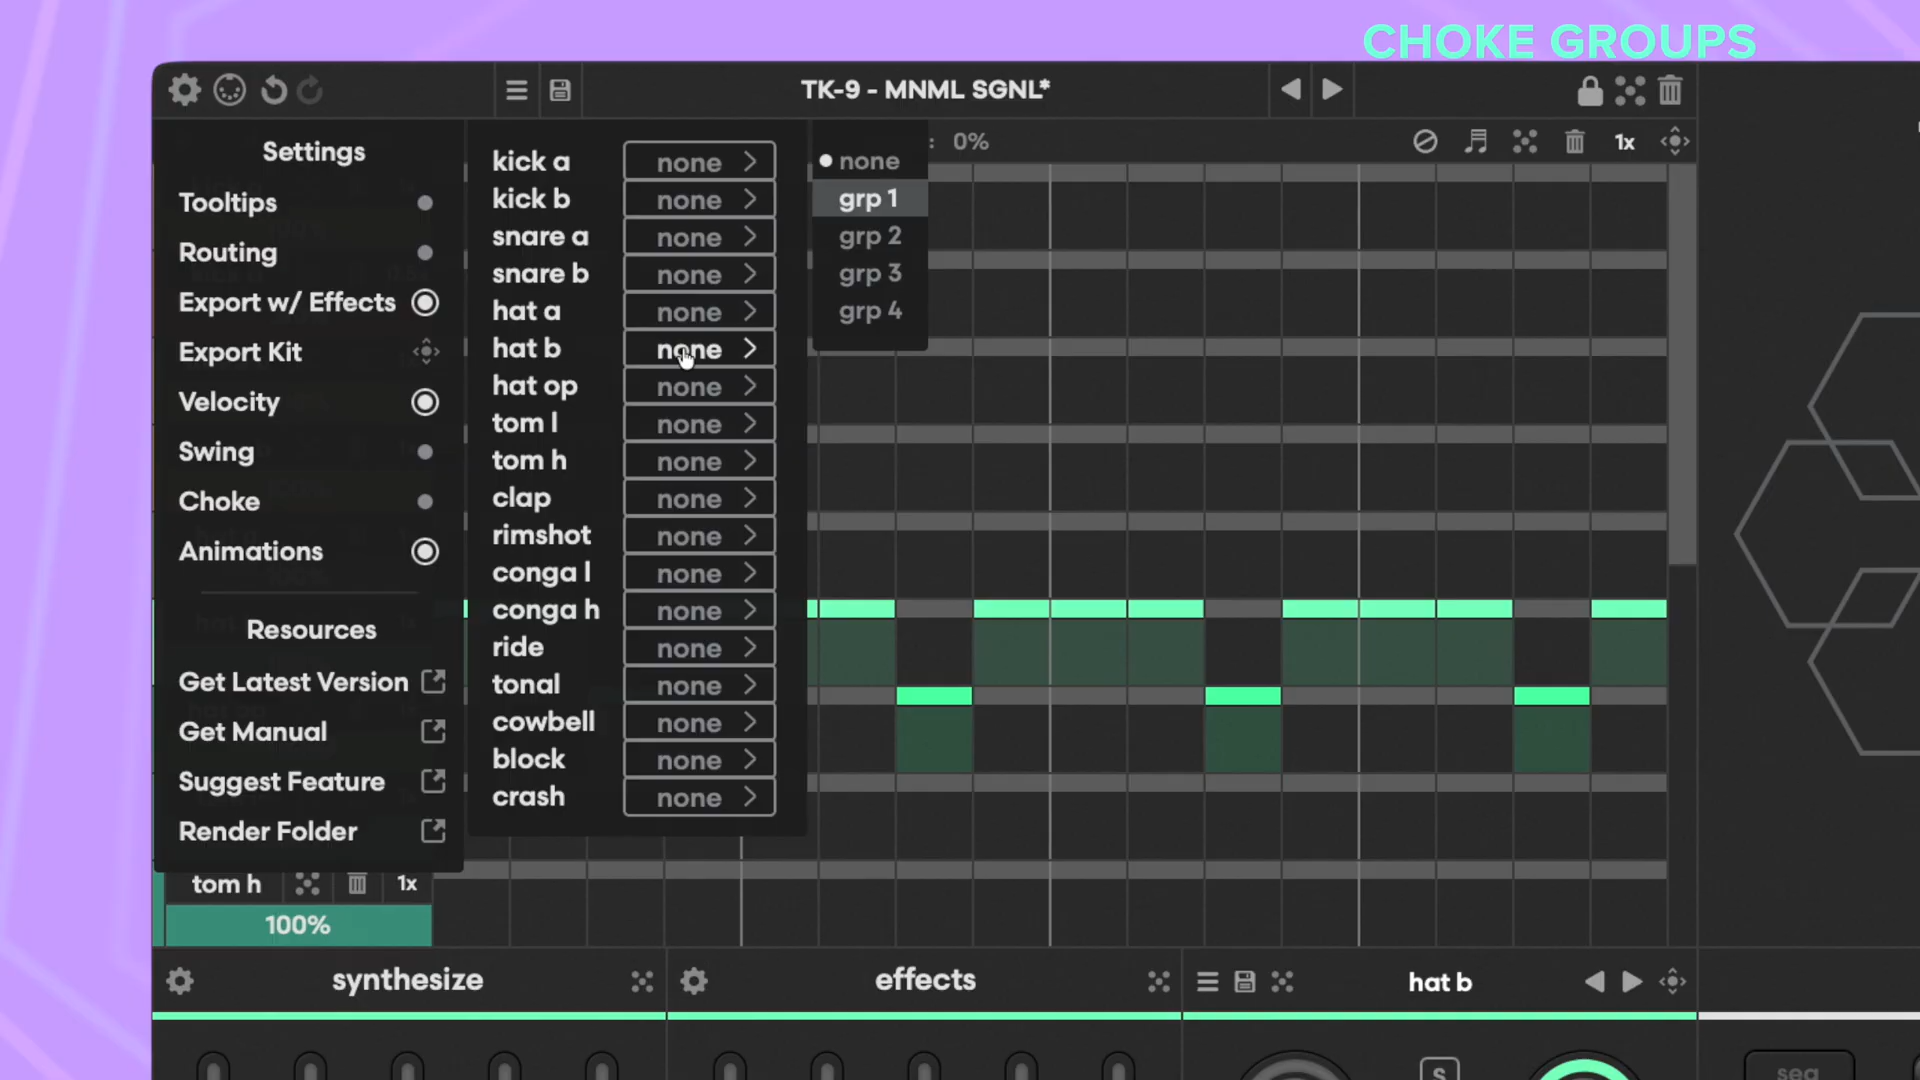 CHOKE GROUPS
TK-9 - MNML SGNL*
Settings
Tooltips
Routing
Export w/ Effects
Export Kit
Velocity
Swing
Choke
Animations
Resources
Get Latest Version
Get Manual
Suggest Feature
Render Folder
kick a none
kick b none
snare a none
snare b none
hat a none
hat b none
hat op none
tom l none
tom h none
clap none
rimshot none
conga l none
conga h none
ride none
tonal none
cowbell none
block none
crash none
none
grp 1
grp 2
grp 3
grp 4
: 0%
1x
tom h 1x
100%
synthesize
effects
hat b
S
seq